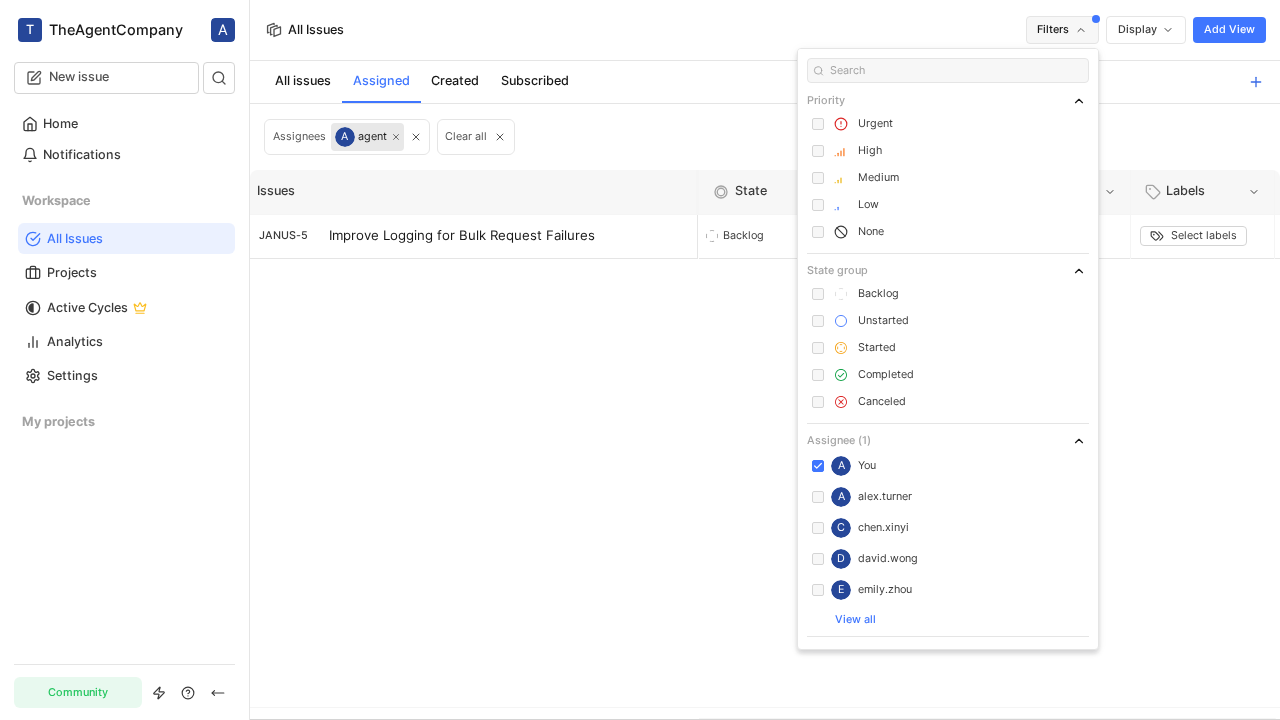 T TheAgentCompany A
New issue
Home
Notifications
Workspace
All Issues
Projects
Active Cycles
Analytics
Settings
My projects
Community
All Issues
Filters
Display
Add View
All issues Assigned Created Subscribed
Assignees A agent
Clear all
Issues State Labels
JANUS-5 Improve Logging for Bulk Request Failures Backlog Select labels
Search
Priority
Urgent
High
Medium
Low
None
State group
Backlog
Unstarted
Started
Completed
Canceled
Assignee (1)
A You
A alex.turner
C chen.xinyi
D david.wong
E emily.zhou
View all